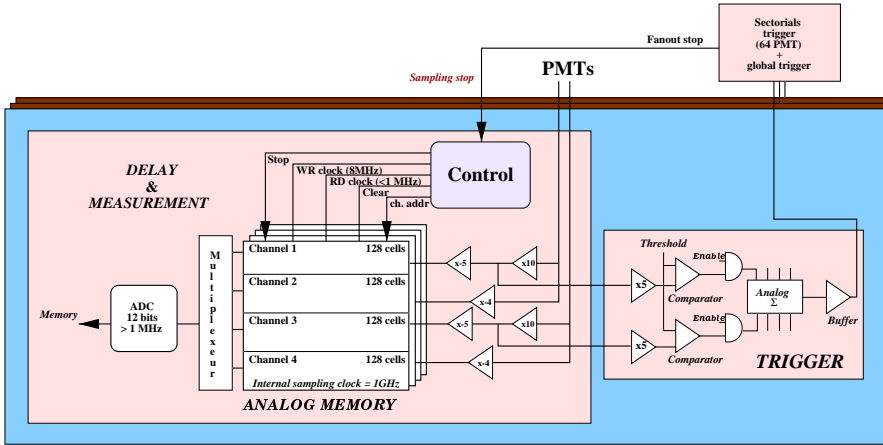 Sectorials
trigger
(64 PMT)
+
global trigger
Fanout stop
PMTs
Sampling stop
DELAY
&
MEASUREMENT
Control
Stop
WR clock (8MHz)
RD clock (<1 MHz)
Clear
ch. addr
Multiplexeur
Channel 1 128 cells
Channel 2 128 cells
Channel 3 128 cells
Channel 4 128 cells
Internal sampling clock = 1GHz
ANALOG MEMORY
Memory
ADC
12 bits
> 1 MHz
x-5
x10
x-4
x-5
x10
x-4
Threshold
Enable
x5
Comparator
Analog
Σ
Buffer
Enable
x5
Comparator
TRIGGER